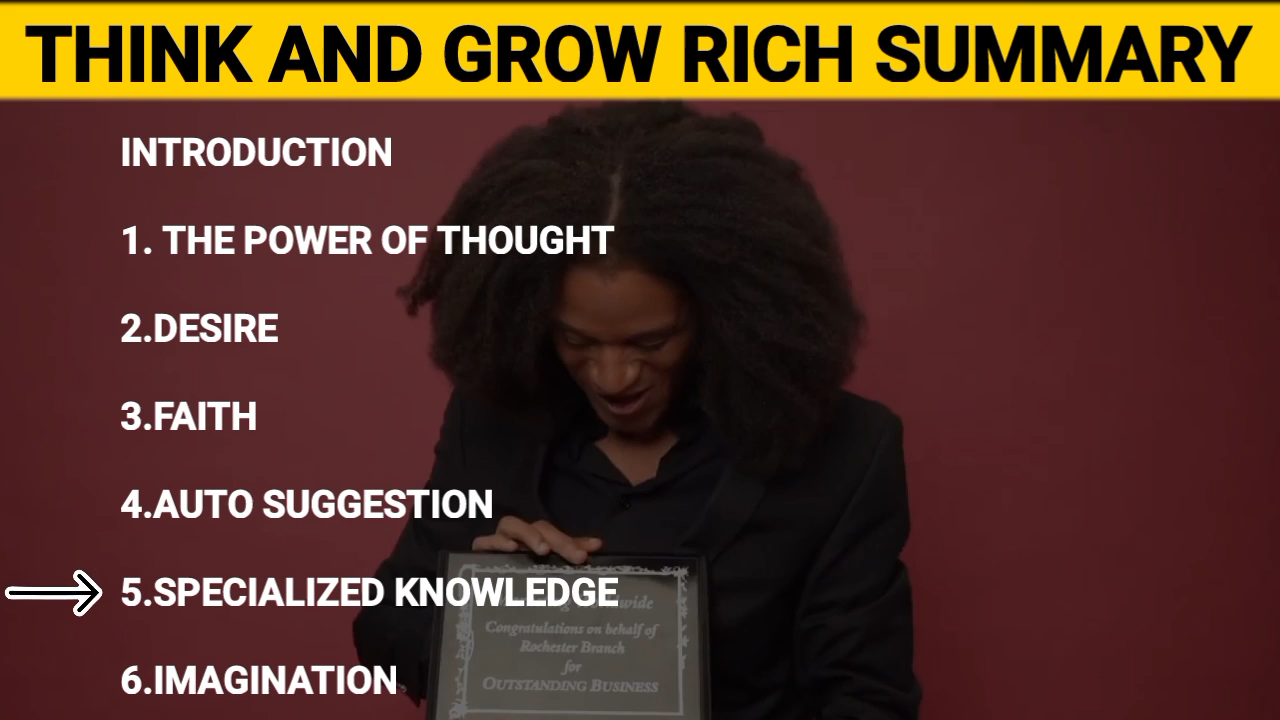 THINK AND GROW RICH SUMMARY
INTRODUCTION
1. THE POWER OF THOUGHT
2.DESIRE
3.FAITH
4.AUTO SUGGESTION
5.SPECIALIZED KNOWLEDGE
Congratulations on behalf of
Rochester Branch
for
OUTSTANDING BUSINESS
6.IMAGINATION